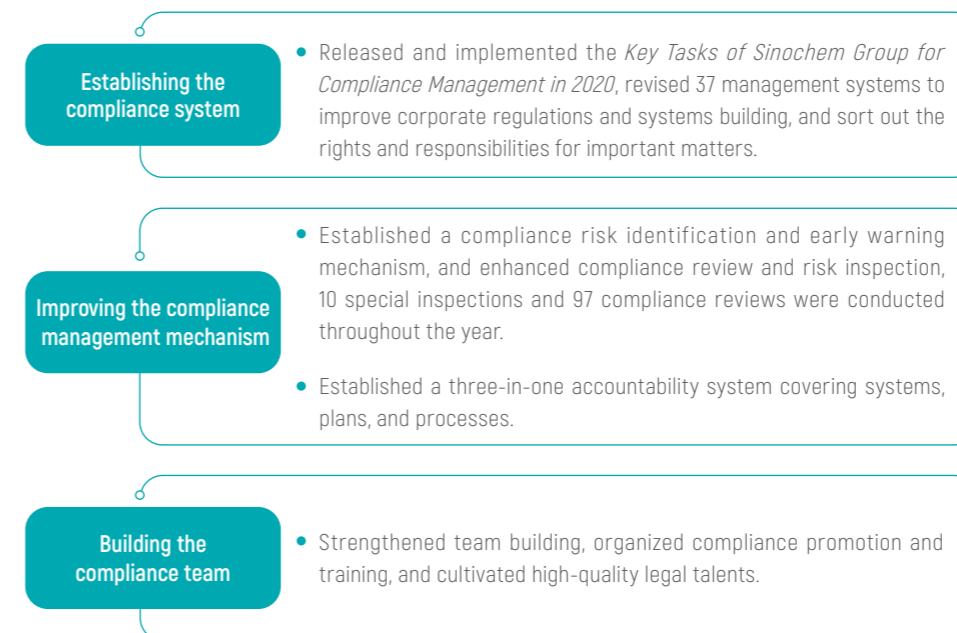 Establishing the
compliance system
• Released and implemented the Key Tasks of Sinochem Group for
Compliance Management in 2020, revised 37 management systems to
improve corporate regulations and systems building, and sort out the
rights and responsibilities for important matters.
Improving the compliance
management mechanism
• Established a compliance risk identification and early warning
mechanism, and enhanced compliance review and risk inspection,
10 special inspections and 97 compliance reviews were conducted
throughout the year.
• Established a three-in-one accountability system covering systems,
plans, and processes.
Building the
compliance team
• Strengthened team building, organized compliance promotion and
training, and cultivated high-quality legal talents.